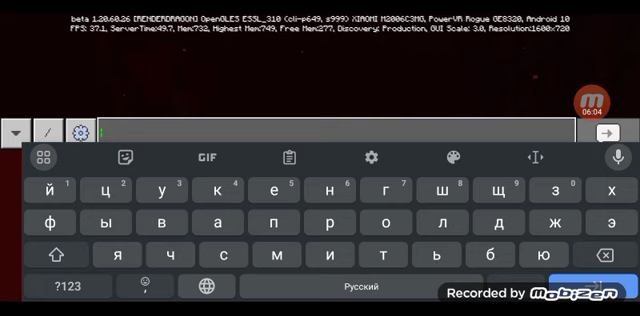 beta 1.20.60.26 [RENDERDRAGON] OpenGLES ESSL_310 (cli-p649, s999) XIAOMI M2006C3MG, PowerVR Rogue GE8320, Android 10
FPS: 37.1, ServerTime:49.7, Mem:732, Highest Mem:749, Free Mem:277, Discovery: Production, GUI Scale: 3.0, Resolution:1600x720
06:04
/
GIF
й 1 ц 2 у 3 к 4 е 5 н 6 г 7 ш 8 щ 9 з 0 х
ф ы в а п р о л д ж э
я ч с м и т ь б ю
?123 , Русский
Recorded by MOBIZEN